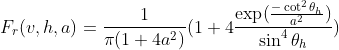 F_r(v, h, a) = \frac{1}{\pi(1 + 4a^2)}(1 + 4\frac{\exp(\frac{-\cot^2 \theta_h}{a^2})}{\sin^4 \theta_h})